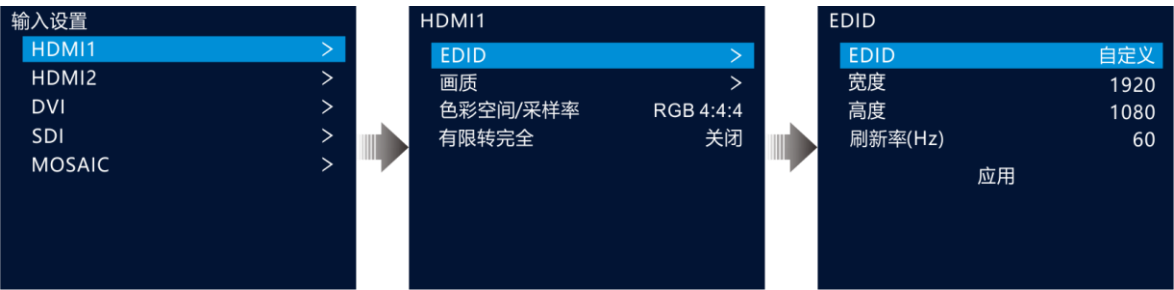 输入设置
HDMI1 >
HDMI2 >
DVI >
SDI >
MOSAIC >
HDMI1
EDID >
画质 >
色彩空间/采样率 RGB 4:4:4
有限转完全 关闭
EDID
EDID 自定义
宽度 1920
高度 1080
刷新率(Hz) 60
应用